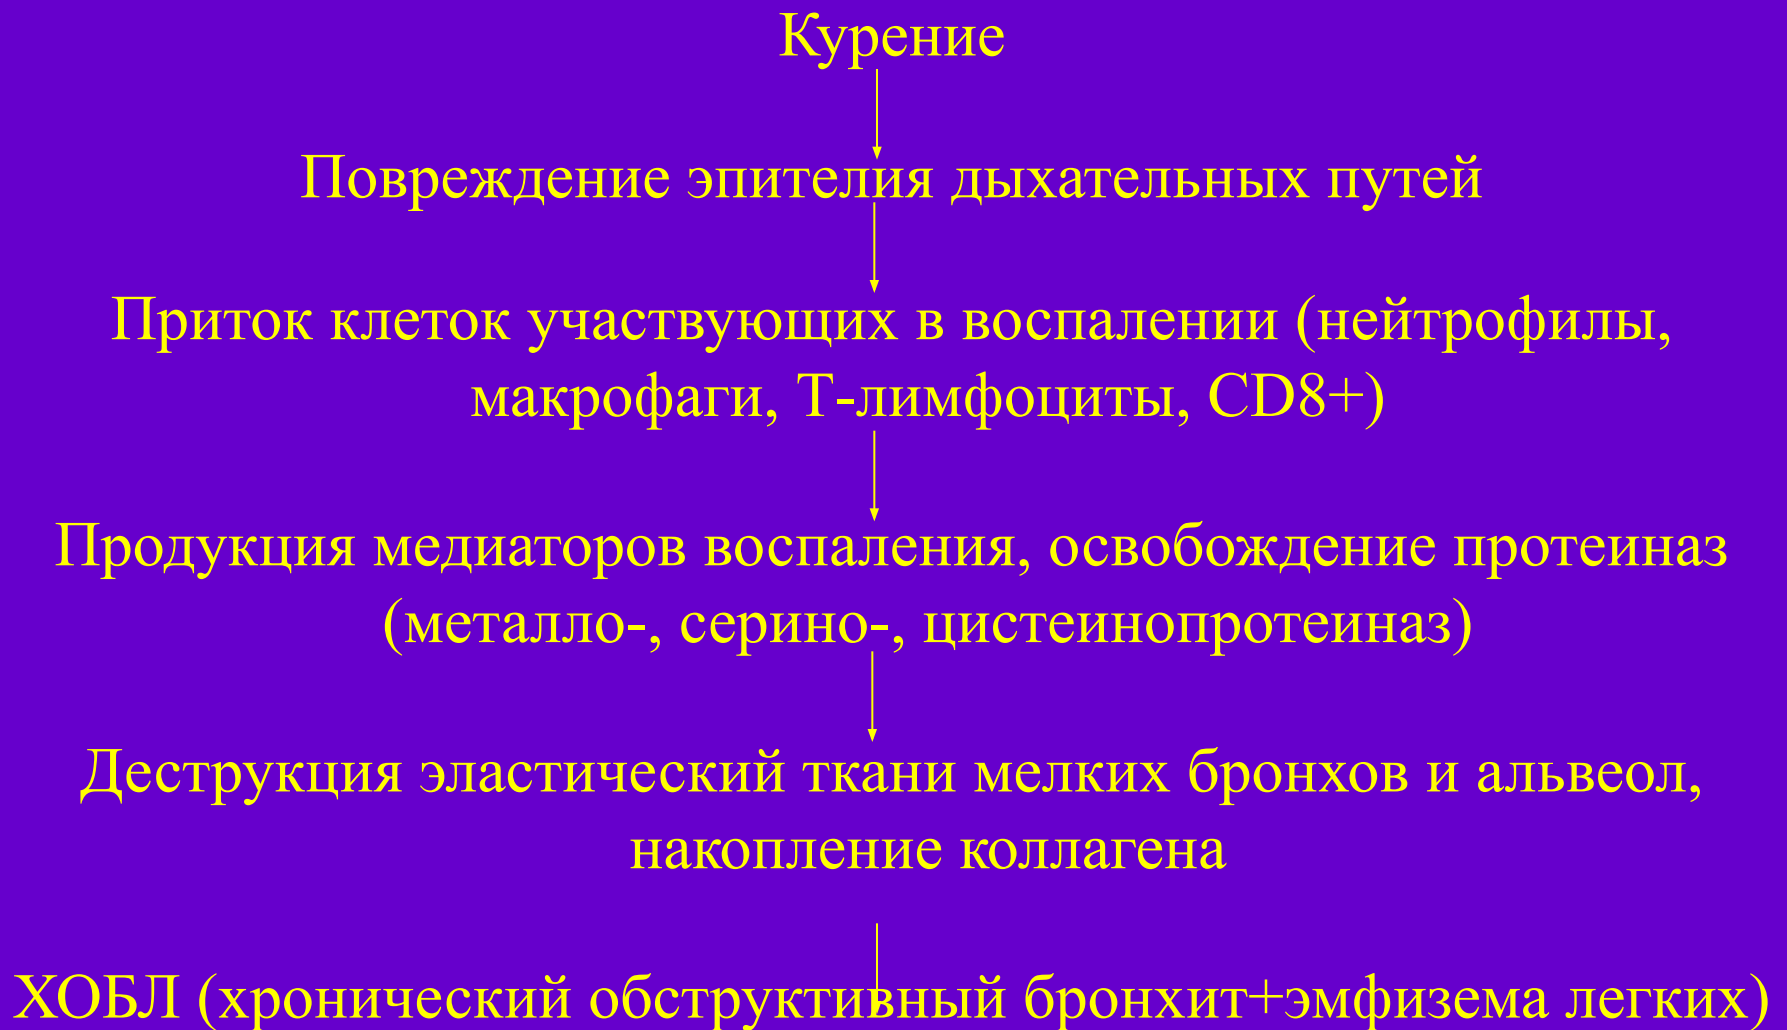 Курение
Повреждение эпителия дыхательных путей
Приток клеток участвующих в воспалении (нейтрофилы,
макрофаги, Т-лимфоциты, CD8+)
Продукция медиаторов воспаления, освобождение протеиназ
(металло-, серино-, цистеинопротеиназ)
Деструкция эластический ткани мелких бронхов и альвеол,
накопление коллагена
ХОБЛ (хронический обструктивный бронхит+эмфизема легких)